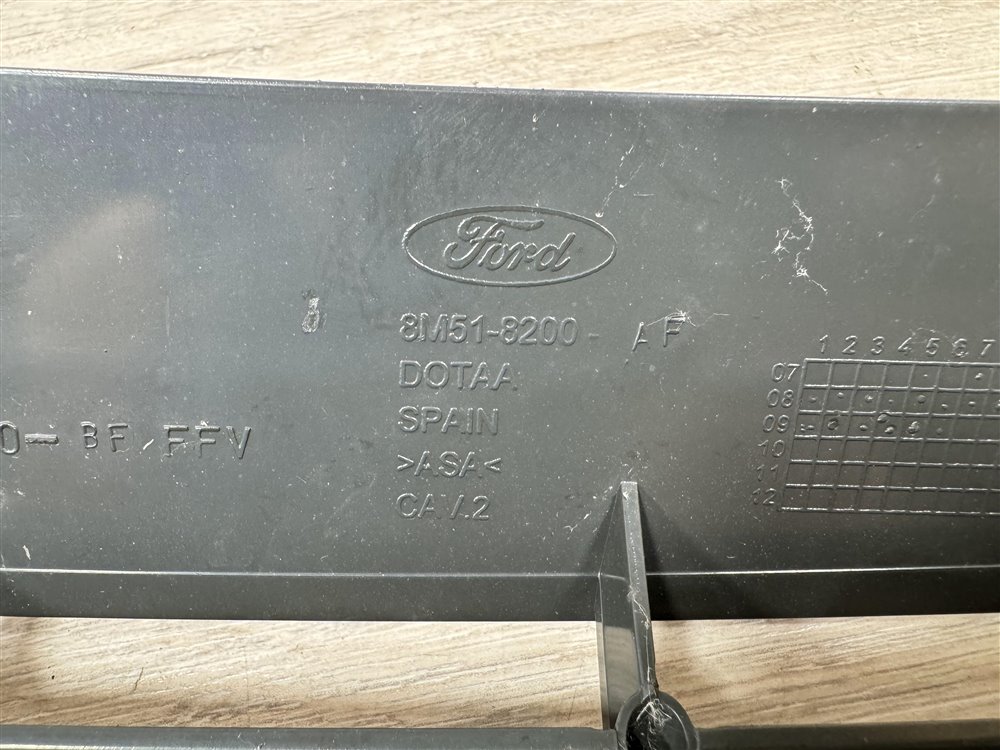 Ford
8M51-8200- AF
DOTAA
SPAIN
>ASA<
CAV.2
0-BF FFV
1 2 3 4 5 6 7
07
08
09
10
11
12